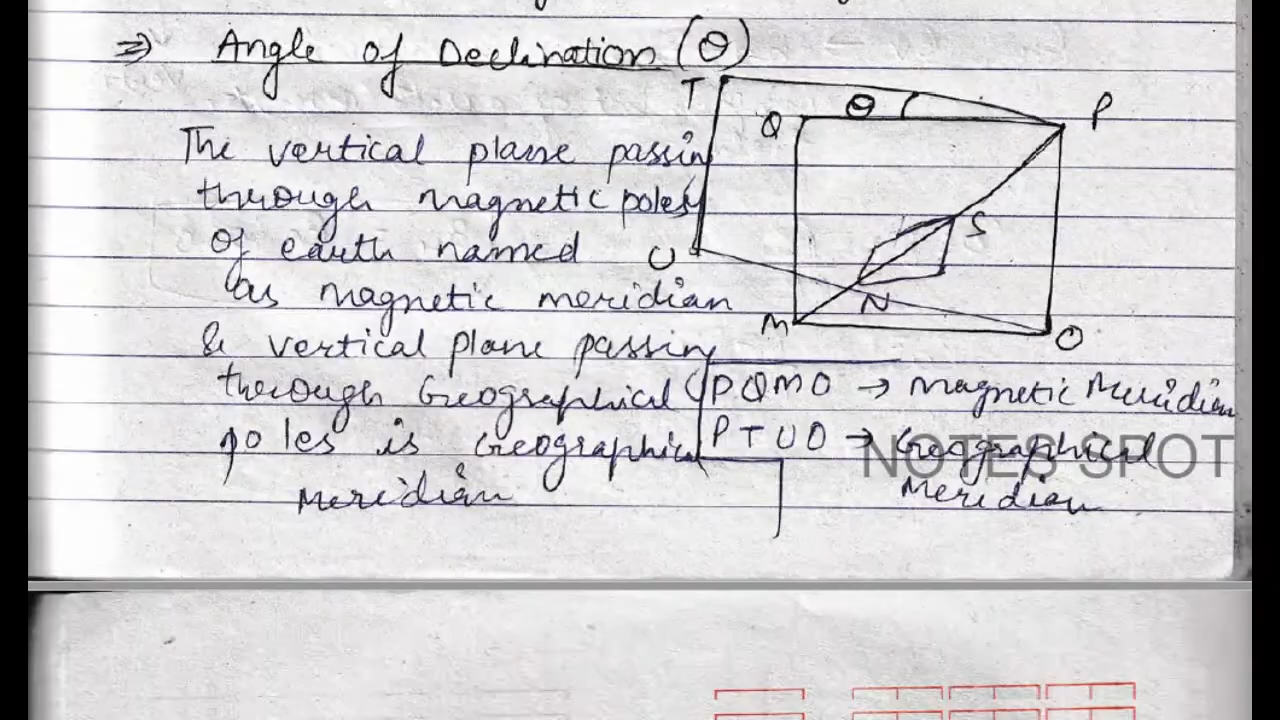 ⇒ Angle of Declination (θ)
The vertical plane passing
through magnetic poles
of earth named
as magnetic meridian
& vertical plane passing
through Geographical
poles is Geographical
Meridian
T
θ
P
Q
S
U
N
M
O
PQMO → Magnetic Meridian
PTUO → Geographical
Meridian
NOTES SPOT